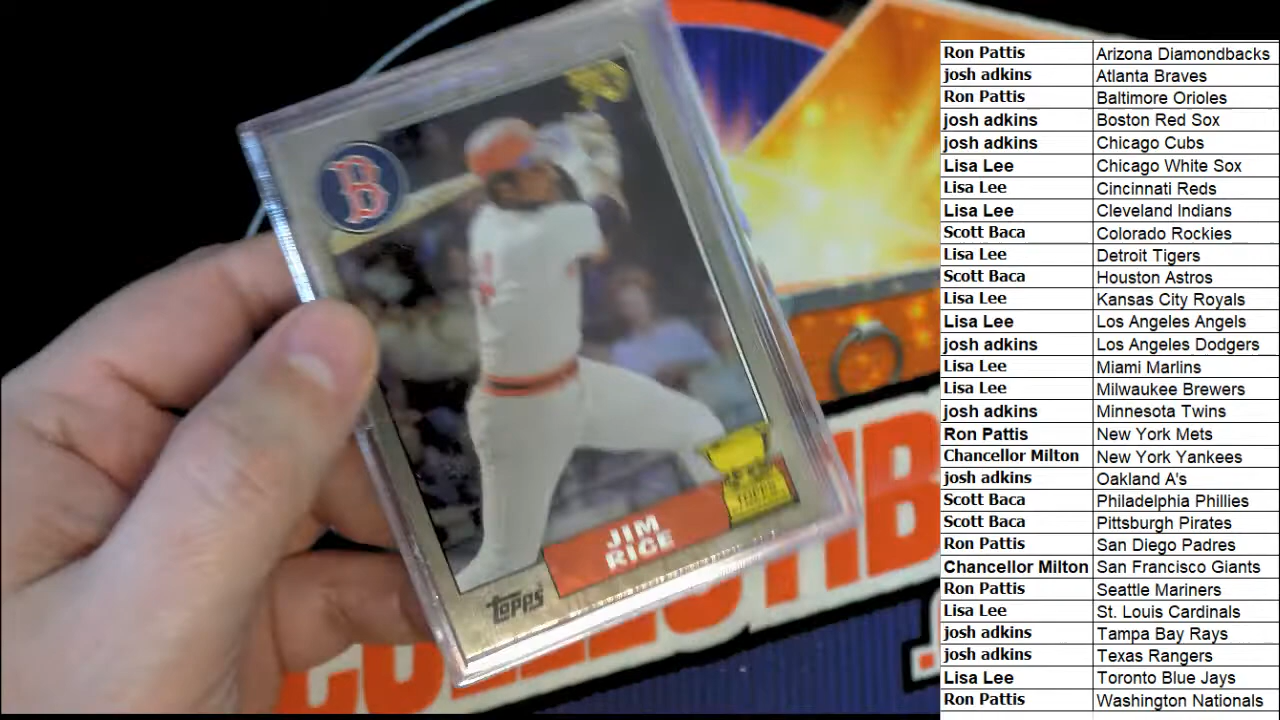 B
JIM
RICE
TOPPS
Topps
COLLECTIB
Ron Pattis Arizona Diamondbacks
josh adkins Atlanta Braves
Ron Pattis Baltimore Orioles
josh adkins Boston Red Sox
josh adkins Chicago Cubs
Lisa Lee Chicago White Sox
Lisa Lee Cincinnati Reds
Lisa Lee Cleveland Indians
Scott Baca Colorado Rockies
Lisa Lee Detroit Tigers
Scott Baca Houston Astros
Lisa Lee Kansas City Royals
Lisa Lee Los Angeles Angels
josh adkins Los Angeles Dodgers
Lisa Lee Miami Marlins
Lisa Lee Milwaukee Brewers
josh adkins Minnesota Twins
Ron Pattis New York Mets
Chancellor Milton New York Yankees
josh adkins Oakland A's
Scott Baca Philadelphia Phillies
Scott Baca Pittsburgh Pirates
Ron Pattis San Diego Padres
Chancellor Milton San Francisco Giants
Ron Pattis Seattle Mariners
Lisa Lee St. Louis Cardinals
josh adkins Tampa Bay Rays
josh adkins Texas Rangers
Lisa Lee Toronto Blue Jays
Ron Pattis Washington Nationals